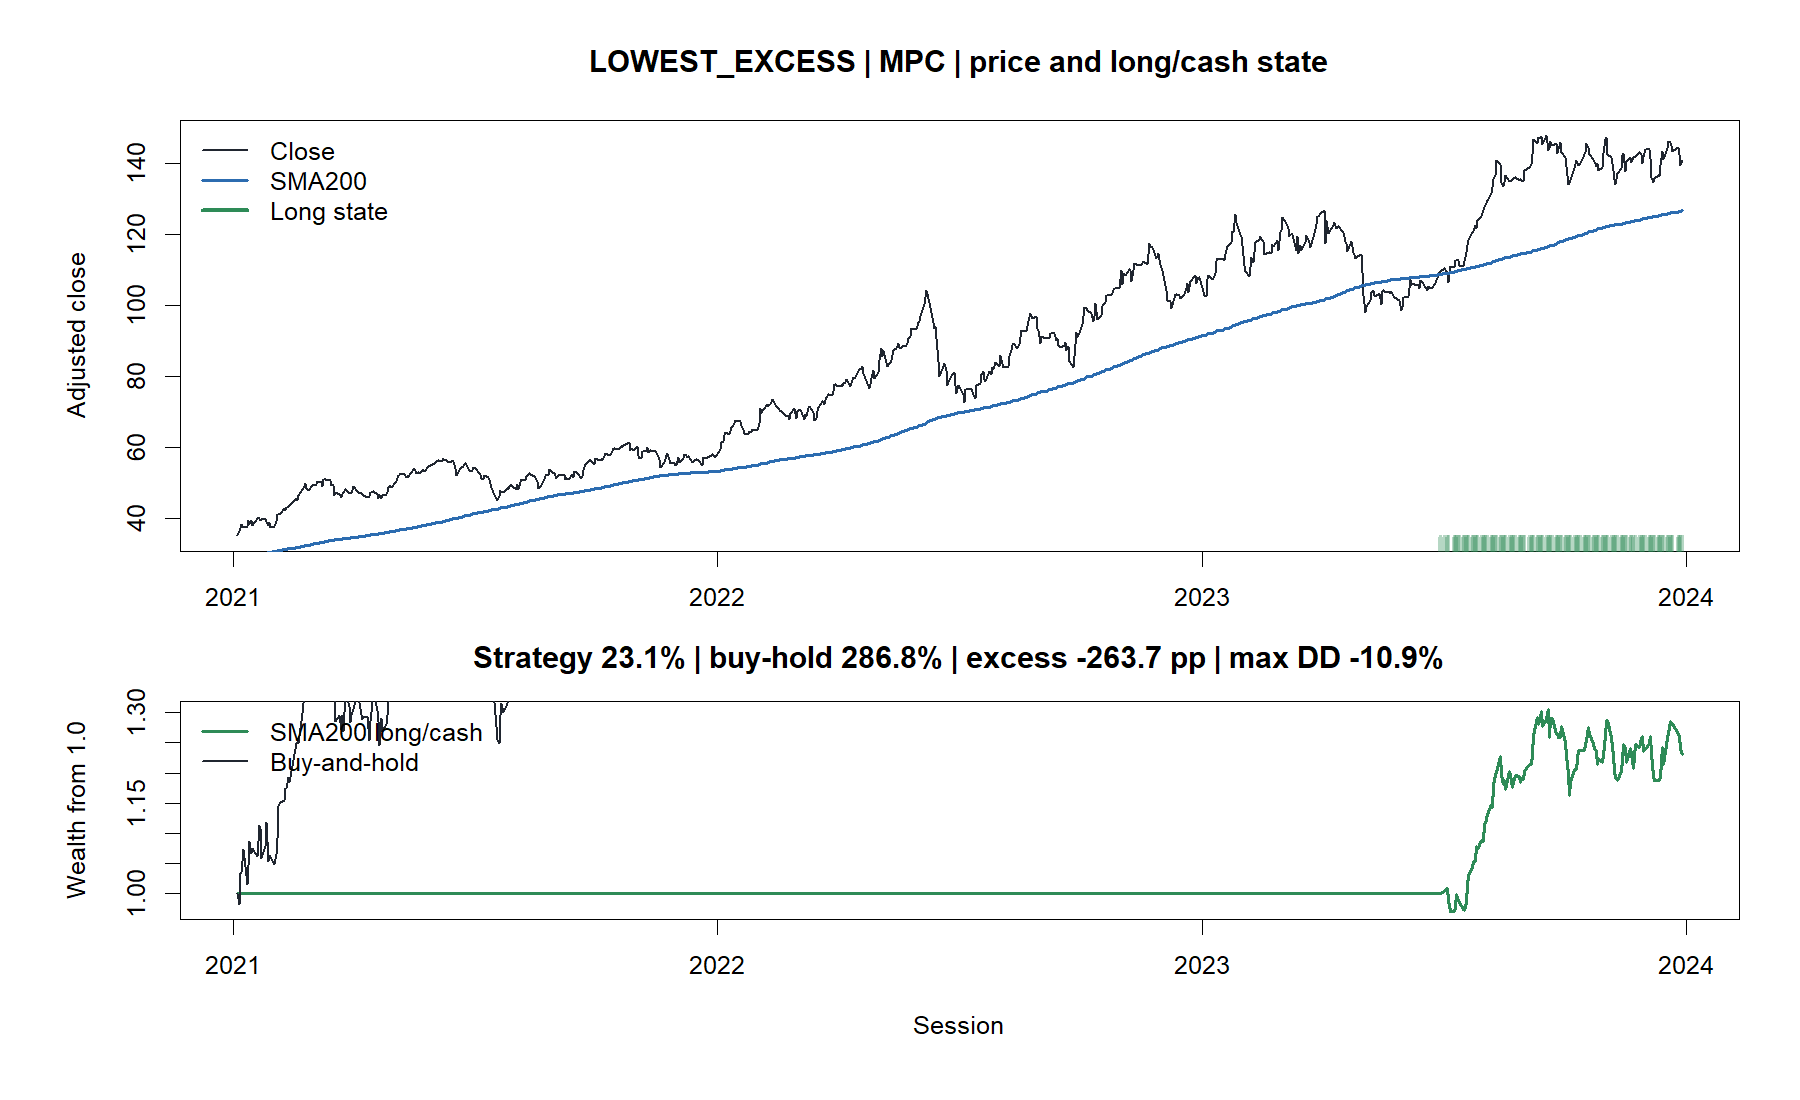 LOWEST_EXCESS | MPC | price and long/cash state
Close
SMA200
Long state
Adjusted close
140
120
100
80
60
40
2021
2022
2023
2024
Strategy 23.1% | buy-hold 286.8% | excess -263.7 pp | max DD -10.9%
SMA200 long/cash
Buy-and-hold
Wealth from 1.0
1.30
1.15
1.00
2021
2022
2023
2024
Session